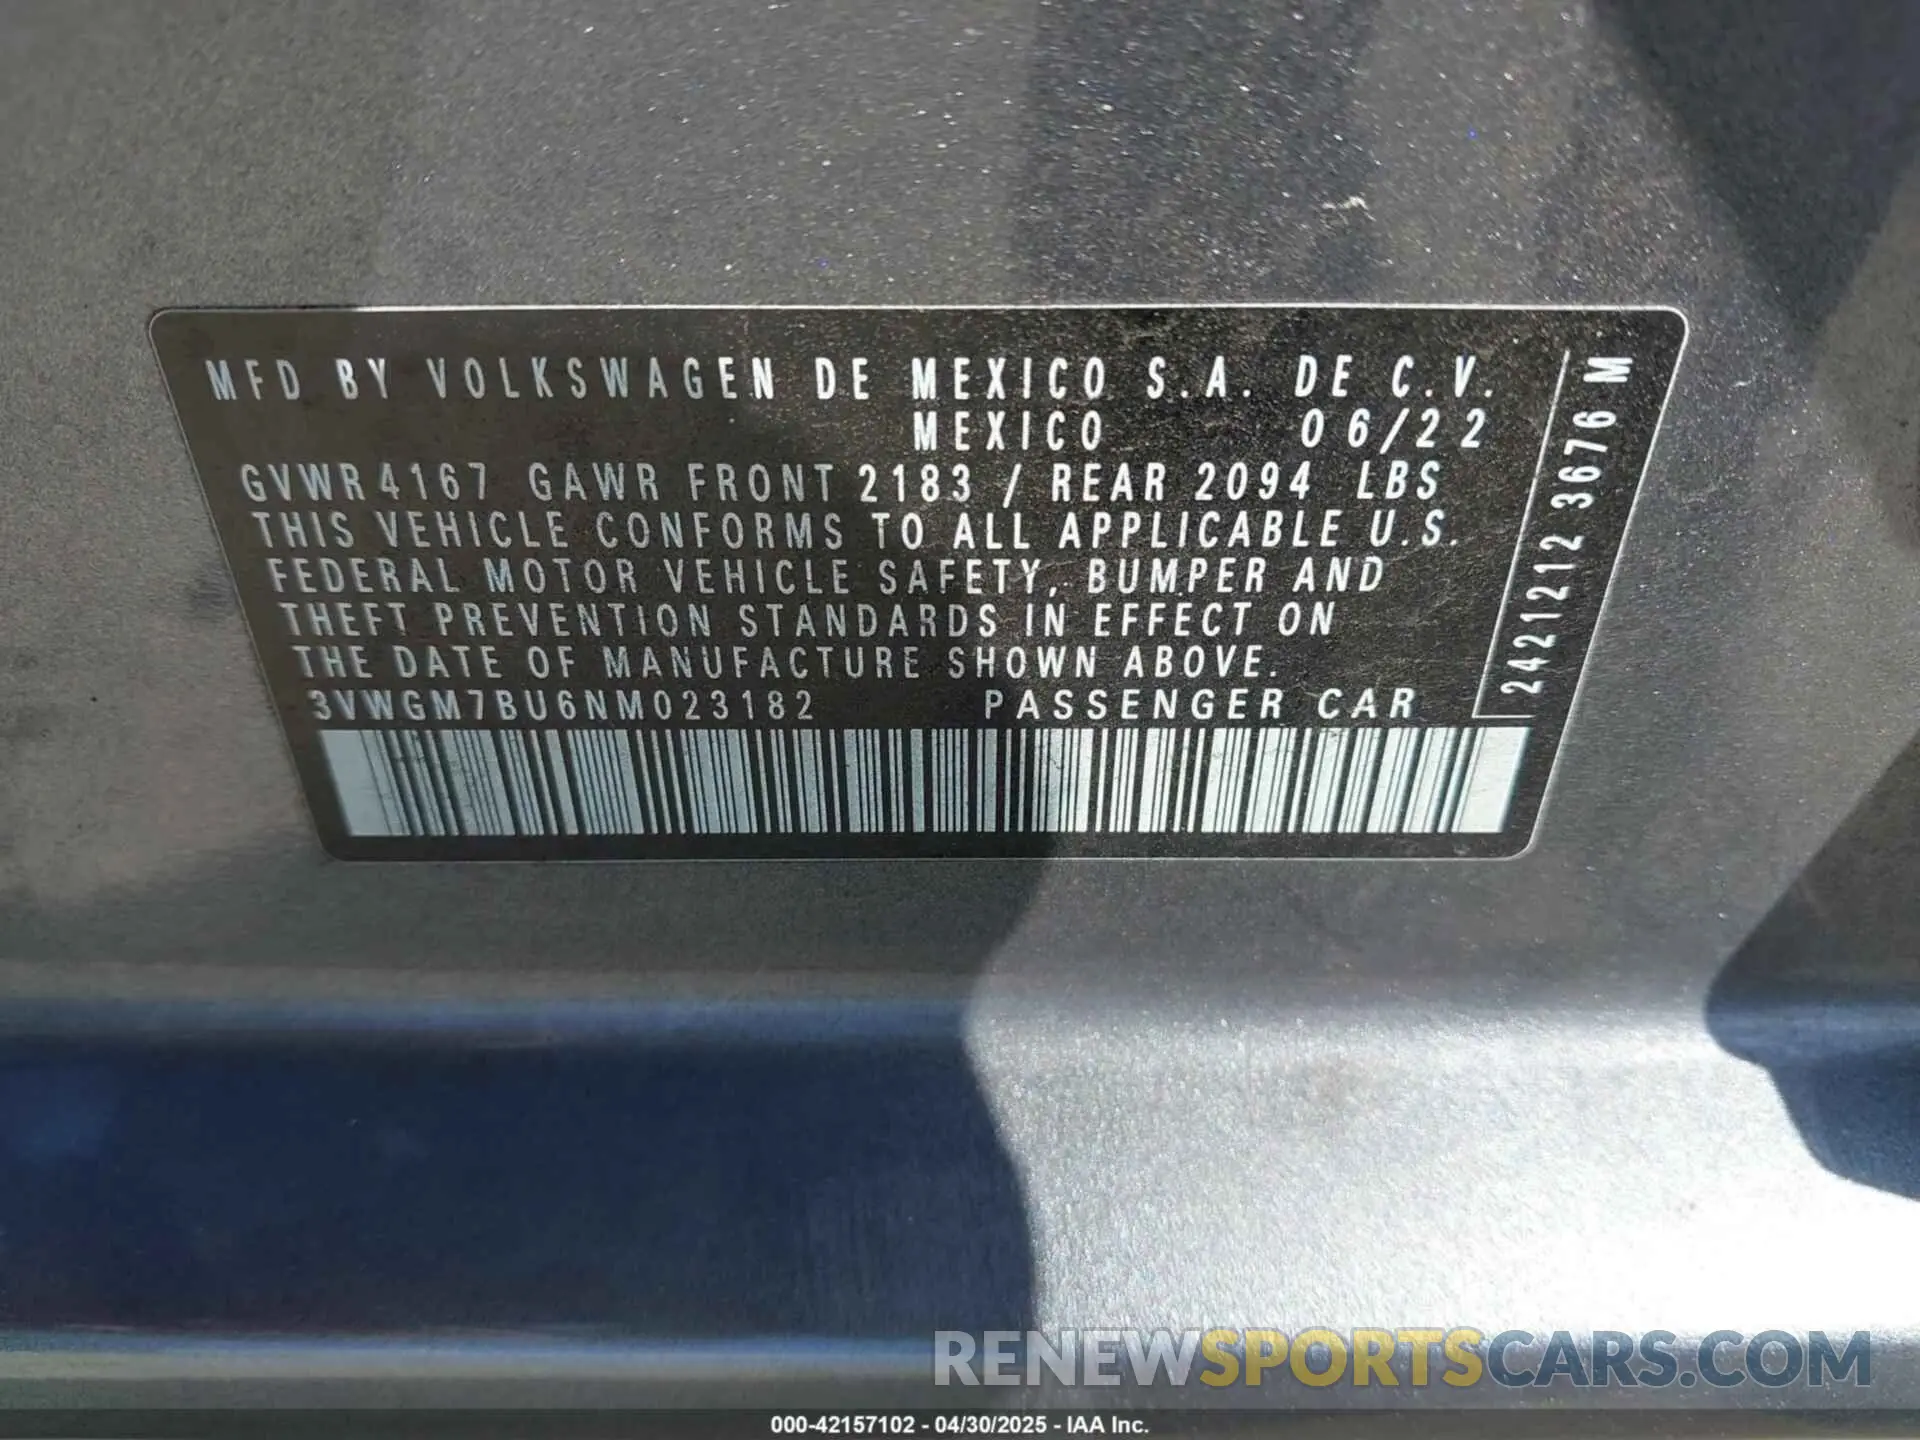 MFD BY VOLKSWAGEN DE MEXICO S.A. DE C.V.
MEXICO 06/22
GVWR 4167 GAWR FRONT 2183 / REAR 2094 LBS
THIS VEHICLE CONFORMS TO ALL APPLICABLE U.S.
FEDERAL MOTOR VEHICLE SAFETY, BUMPER AND
THEFT PREVENTION STANDARDS IN EFFECT ON
THE DATE OF MANUFACTURE SHOWN ABOVE.
3VWGM7BU6NM023182 PASSENGER CAR
2421212 3676 M
RENEWSPORTSCARS.COM
000-42157102 - 04/30/2025 - IAA Inc.